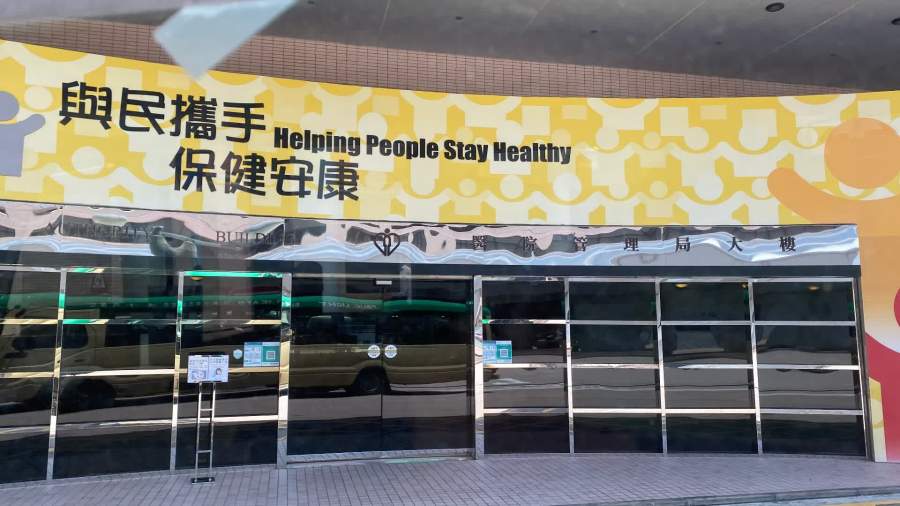 與民攜手
保健安康
Helping People Stay Healthy
BUILDING
醫院管理局大樓